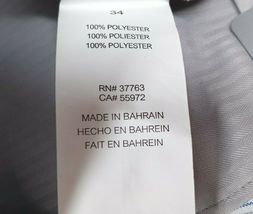 34
100% POLYESTER
100% POLIESTER
100% POLYESTER
RN# 37763
CA# 55972
MADE IN BAHRAIN
HECHO EN BAHREIN
FAIT EN BAHREIN